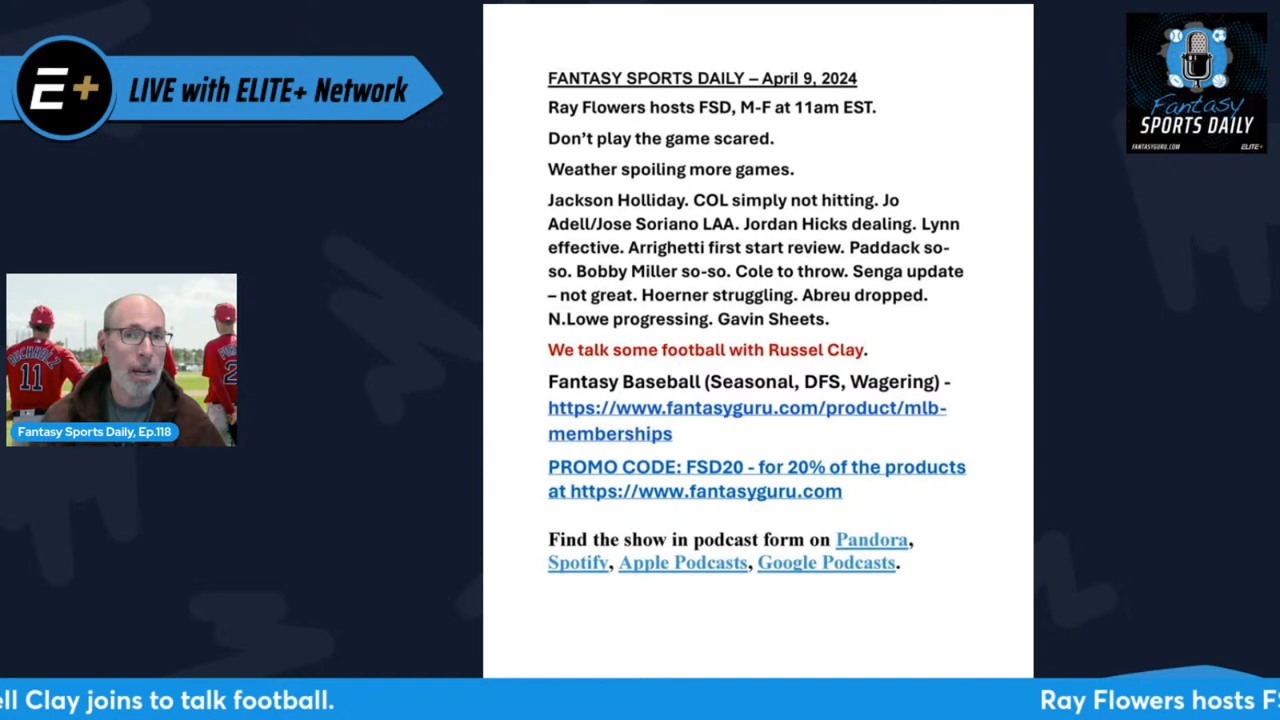 E+
LIVE with ELITE+ Network
FANTASY SPORTS DAILY – April 9, 2024
Ray Flowers hosts FSD, M-F at 11am EST.
Don’t play the game scared.
Weather spoiling more games.
Jackson Holliday. COL simply not hitting. Jo
Adell/Jose Soriano LAA. Jordan Hicks dealing. Lynn
effective. Arrighetti first start review. Paddack so-
so. Bobby Miller so-so. Cole to throw. Senga update
– not great. Hoerner struggling. Abreu dropped.
N.Lowe progressing. Gavin Sheets.
We talk some football with Russel Clay.
Fantasy Baseball (Seasonal, DFS, Wagering) -
https://www.fantasyguru.com/product/mlb-
memberships
PROMO CODE: FSD20 - for 20% of the products
at https://www.fantasyguru.com
Find the show in podcast form on Pandora,
Spotify, Apple Podcasts, Google Podcasts.
Fantasy
SPORTS DAILY
FANTASYGURU.COM
ELITE+
BUCHHOLZ
11
2
Fantasy Sports Daily, Ep.118
ell Clay joins to talk football.
Ray Flowers hosts FS